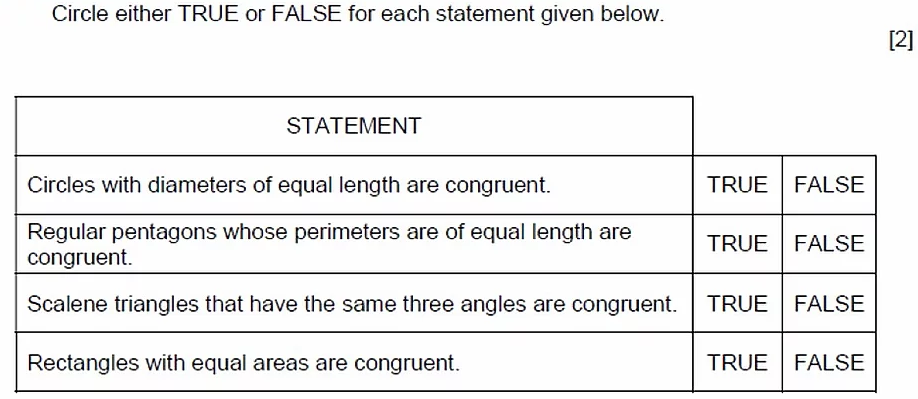 Circle either TRUE or FALSE for each statement given below.
[2]
STATEMENT
Circles with diameters of equal length are congruent. TRUE FALSE
Regular pentagons whose perimeters are of equal length are
congruent. TRUE FALSE
Scalene triangles that have the same three angles are congruent. TRUE FALSE
Rectangles with equal areas are congruent. TRUE FALSE